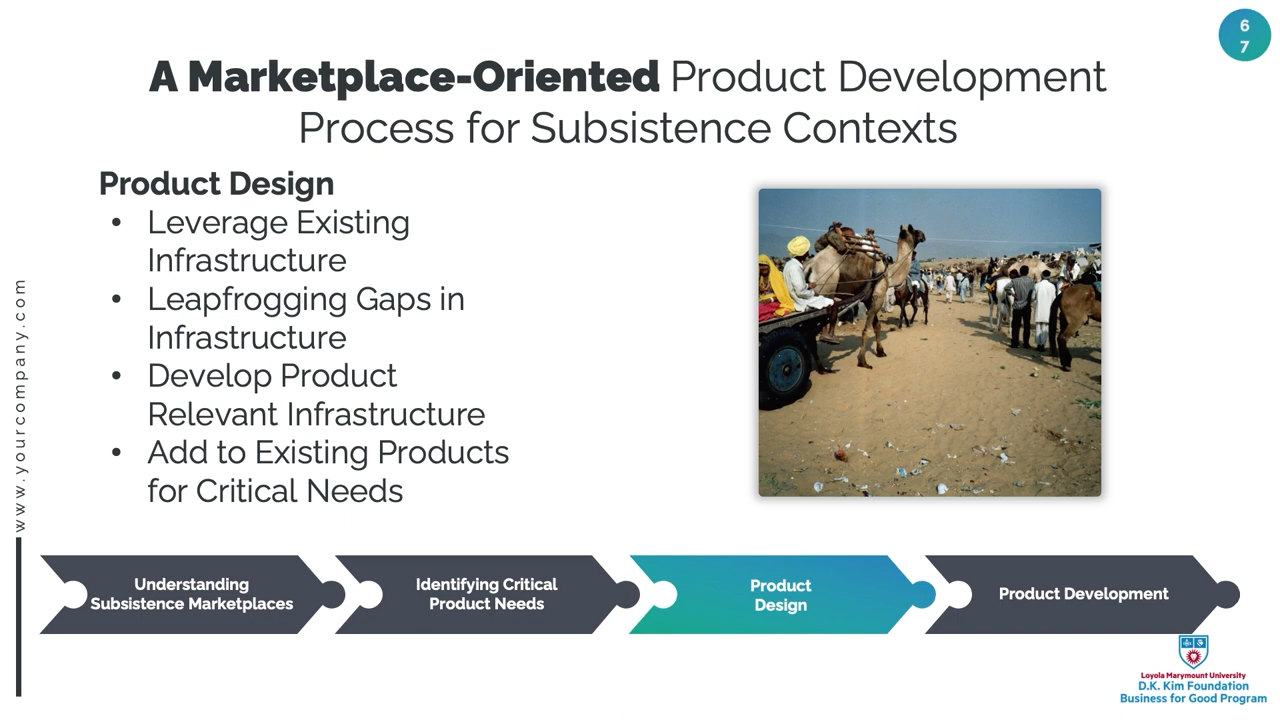 6
7
A Marketplace-Oriented Product Development
Process for Subsistence Contexts
Product Design
• Leverage Existing
Infrastructure
• Leapfrogging Gaps in
Infrastructure
• Develop Product
Relevant Infrastructure
• Add to Existing Products
for Critical Needs
www.yourcompany.com
Understanding
Subsistence Marketplaces
Identifying Critical
Product Needs
Product
Design
Product Development
Loyola Marymount University
D.K. Kim Foundation
Business for Good Program